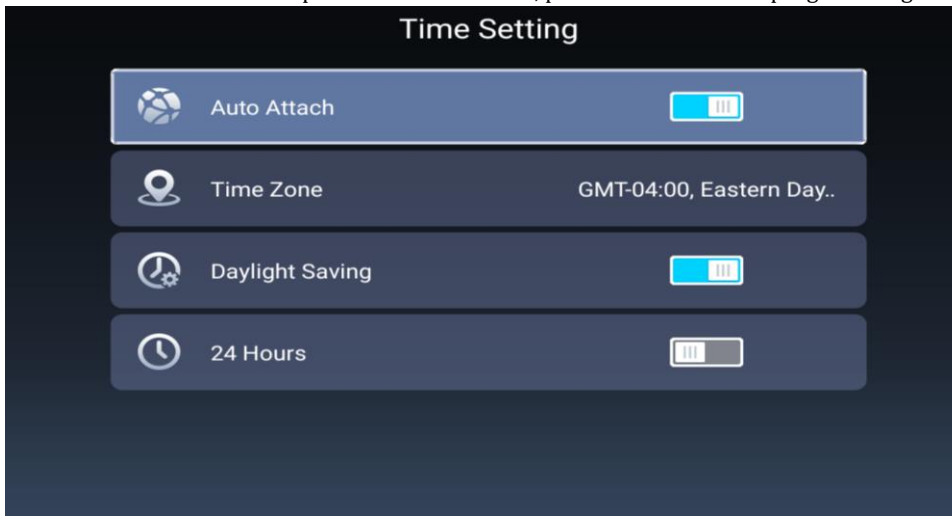 Time Setting
Auto Attach
Time Zone GMT-04:00, Eastern Day..
Daylight Saving
24 Hours